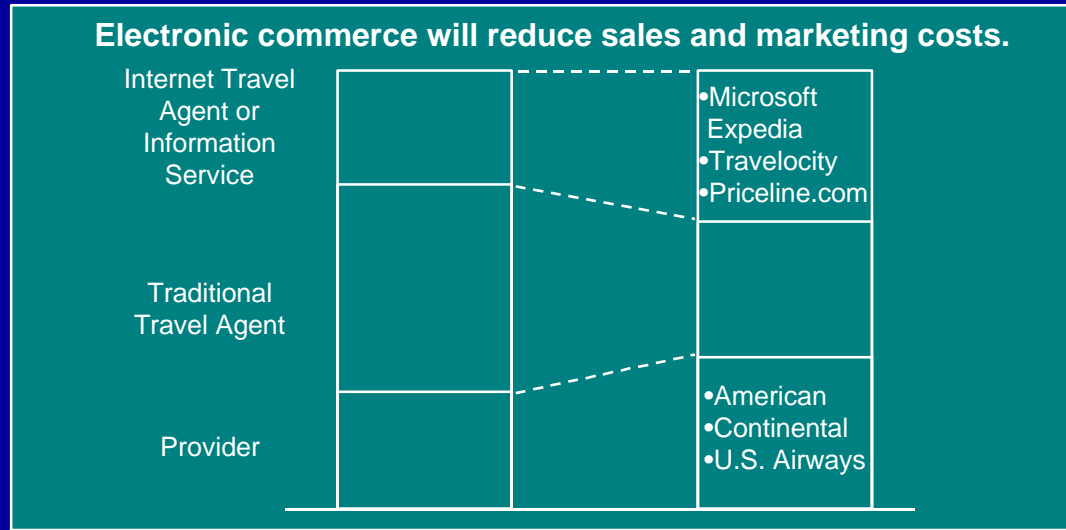 Electronic commerce will reduce sales and marketing costs.
Internet Travel
Agent or
Information
Service
•Microsoft
Expedia
•Travelocity
•Priceline.com
Traditional
Travel Agent
Provider
•American
•Continental
•U.S. Airways